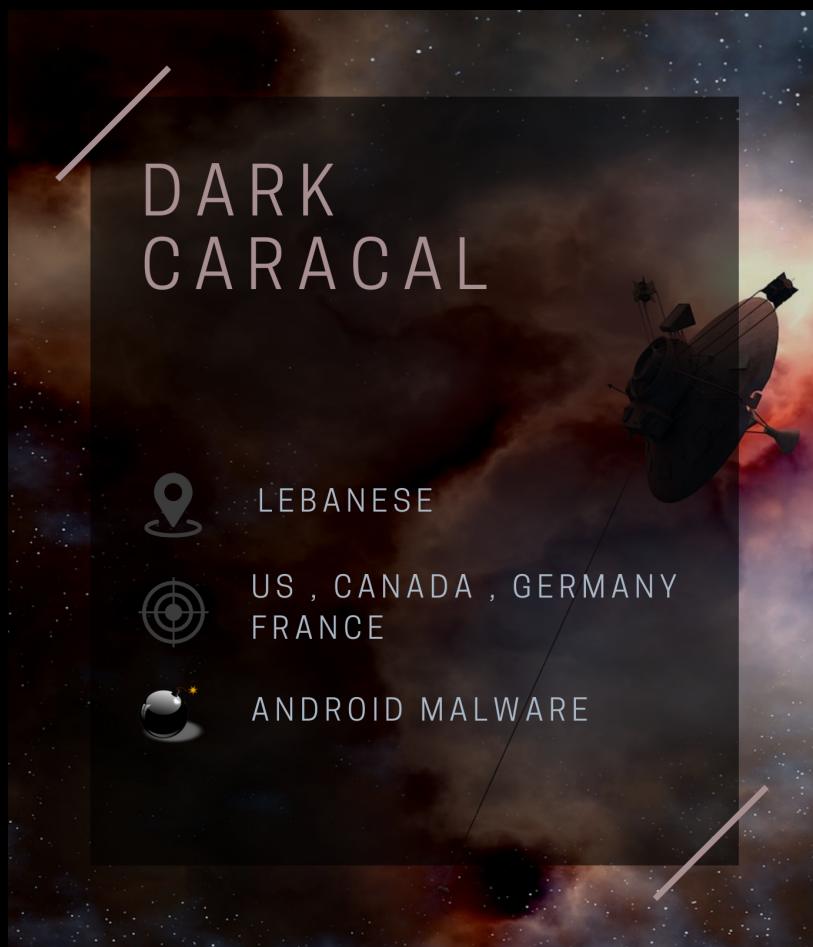 DARK
CARACAL
LEBANESE
US , CANADA , GERMANY
FRANCE
ANDROID MALWARE